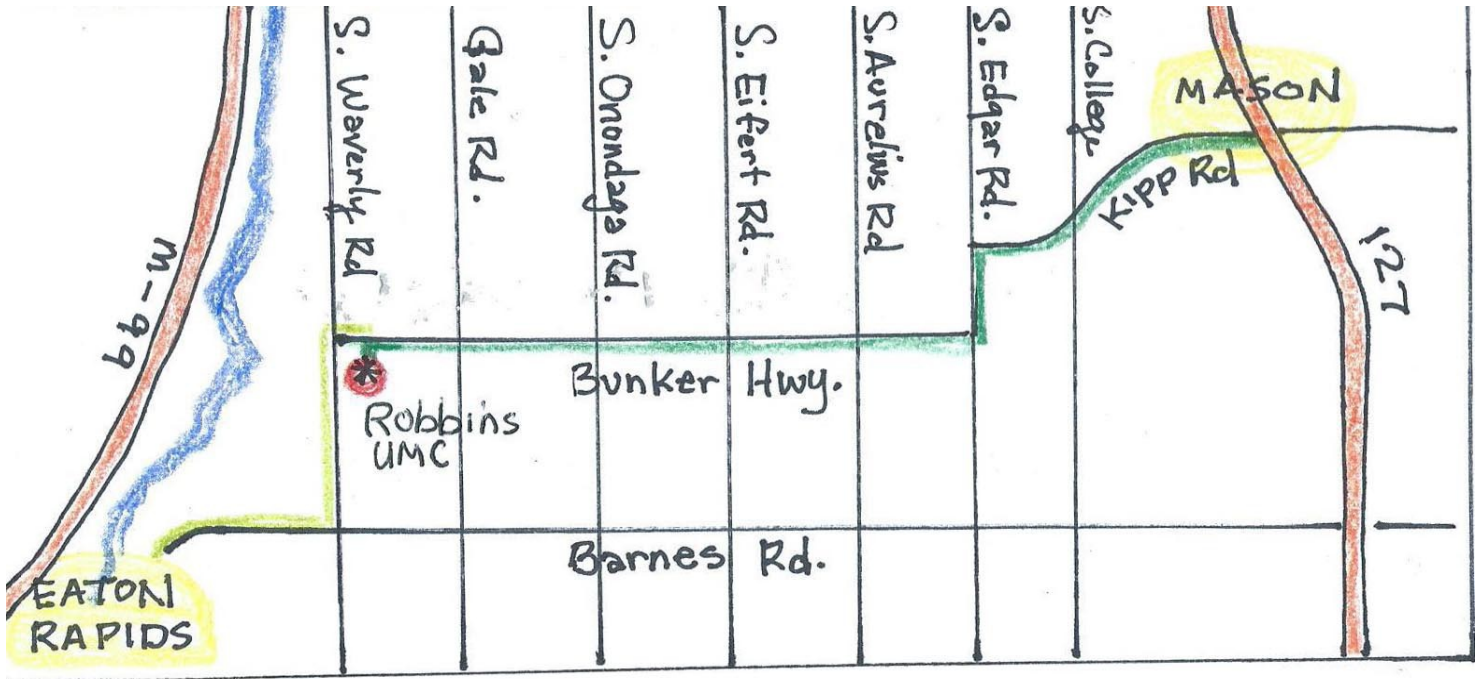 S. Waverly Rd
Gale Rd.
S. Onondaga Rd.
S. Eifert Rd.
S. Aurelius Rd
S. Edgar Rd.
S. College
MASON
Kipp Rd
M-99
127
*
Bunker Hwy.
Robbins
UMC
Barnes Rd.
EATON
RAPIDS